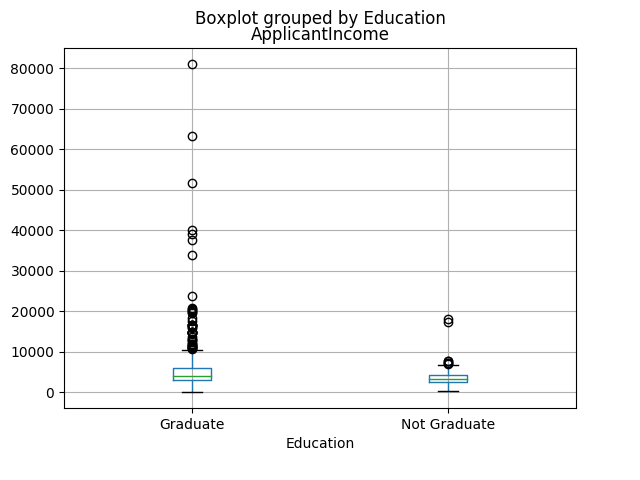 Boxplot grouped by Education
ApplicantIncome
80000
70000
60000
50000
40000
30000
20000
10000
0
Graduate
Not Graduate
Education